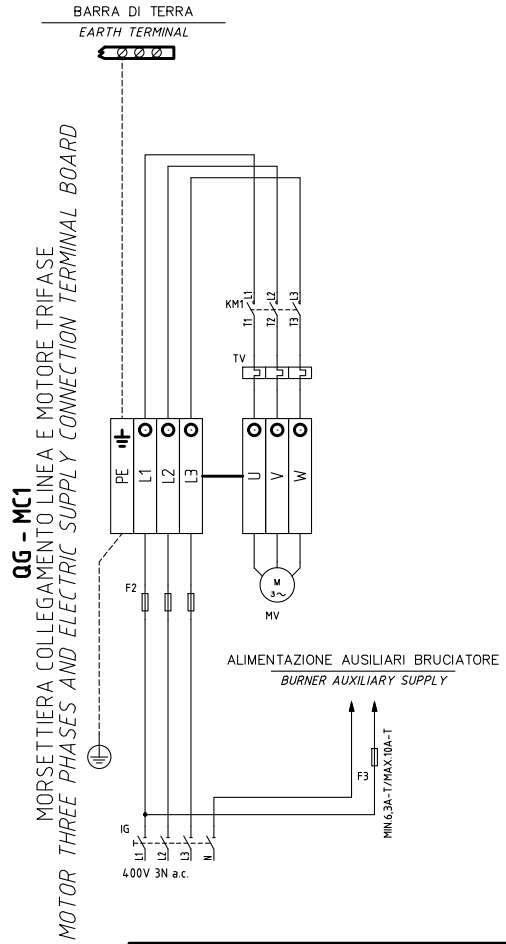 BARRA DI TERRA
EARTH TERMINAL
QG - MC1
MORSETTIERA COLLEGAMENTO LINEA E MOTORE TRIFASE
MOTOR THREE PHASES AND ELECTRIC SUPPLY CONNECTION TERMINAL BOARD
L1 L2 L3
KM1
T1 T2 T3
TV
PE L1 L2 L3 U V W
F2
M
3~
MV
ALIMENTAZIONE AUSILIARI BRUCIATORE
BURNER AUXILIARY SUPPLY
F3
MIN.6,3A-T/MAX.10A-T
IG
L1 L2 L3 N
400V 3N a.c.